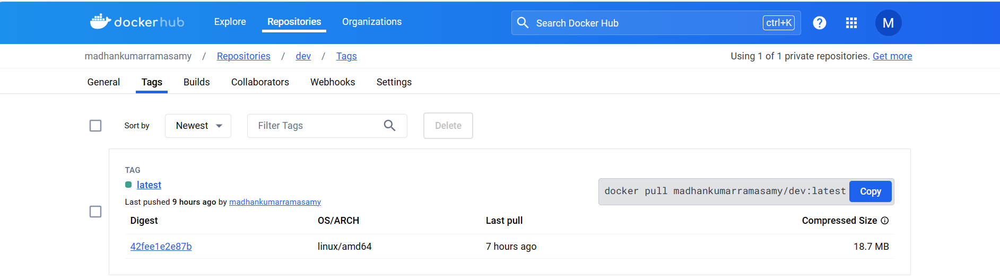 dockerhub Explore Repositories Organizations Search Docker Hub ctrl+K ? M
madhankumarramasamy / Repositories / dev / Tags Using 1 of 1 private repositories. Get more
General Tags Builds Collaborators Webhooks Settings
Sort by Newest Filter Tags Delete
TAG
latest
docker pull madhankumarramasamy/dev:latest Copy
Last pushed 9 hours ago by madhankumarramasamy
Digest OS/ARCH Last pull Compressed Size
42fee1e2e87b linux/amd64 7 hours ago 18.7 MB